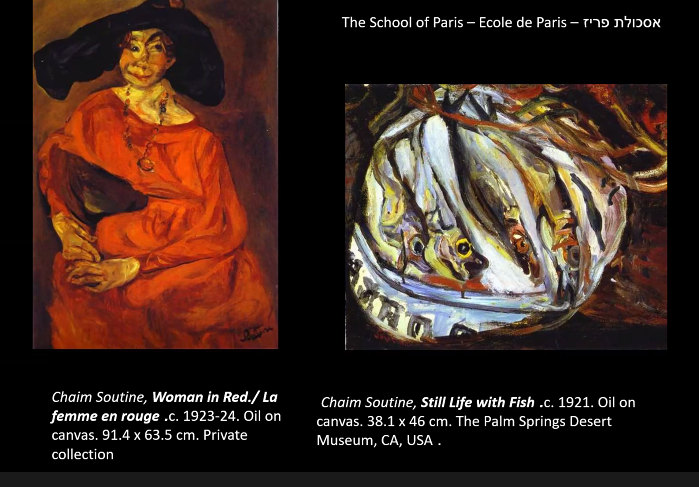 The School of Paris – Ecole de Paris – אסכולת פריז
Chaim Soutine, Woman in Red./ La
femme en rouge .c. 1923-24. Oil on
canvas. 91.4 x 63.5 cm. Private
collection
Chaim Soutine, Still Life with Fish .c. 1921. Oil on
canvas. 38.1 x 46 cm. The Palm Springs Desert
Museum, CA, USA .